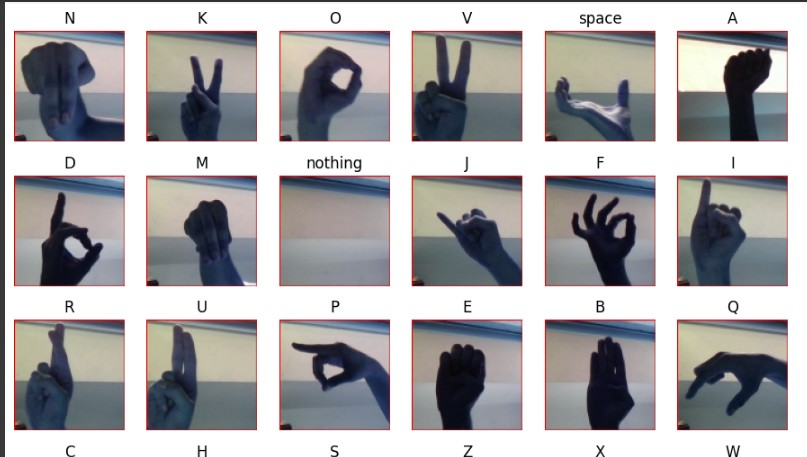 N K O V space A
D M nothing J F I
R U P E B Q
C H S Z X W